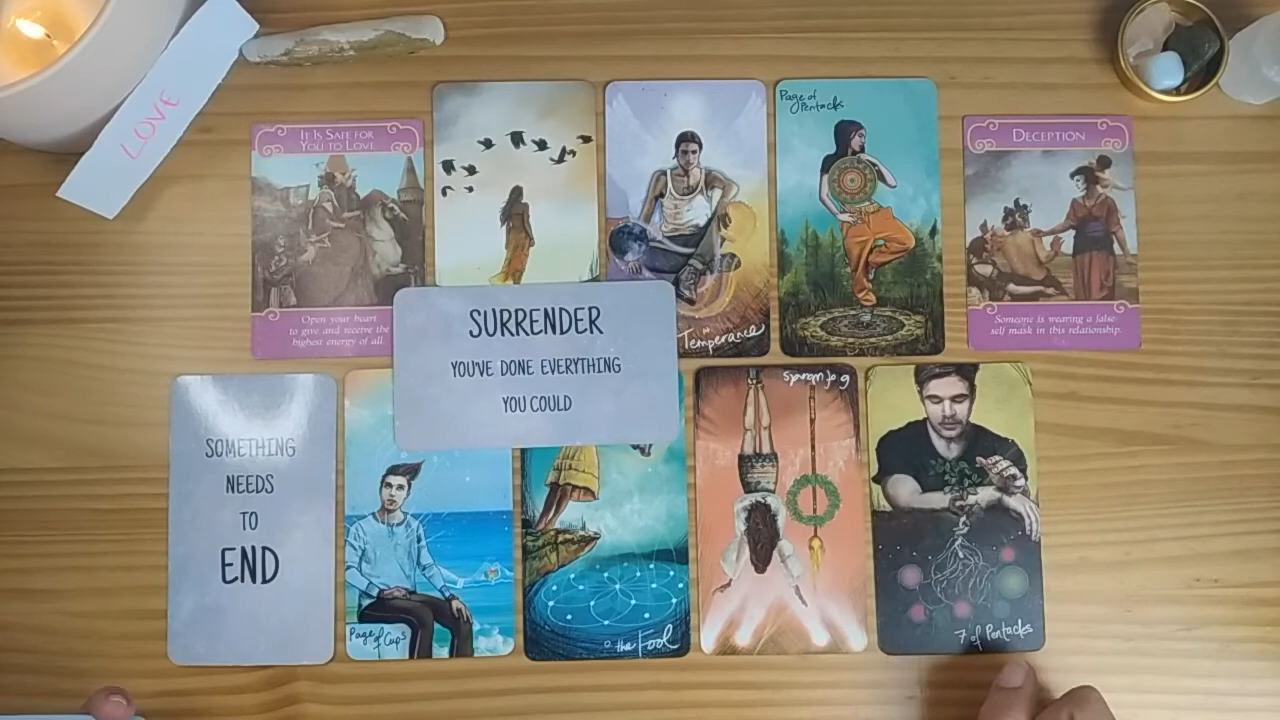 LOVE
IT IS SAFE FOR
YOU TO LOVE
Open your heart
to give and receive the
highest energy of all
Temperance
Page of
Pentacles
DECEPTION
Someone is wearing a false-
self mask in this relationship.
SURRENDER
YOU'VE DONE EVERYTHING
YOU COULD
SOMETHING
NEEDS
TO
END
Page of Cups
0 the Fool
6 of Wands
7 of Pentacles